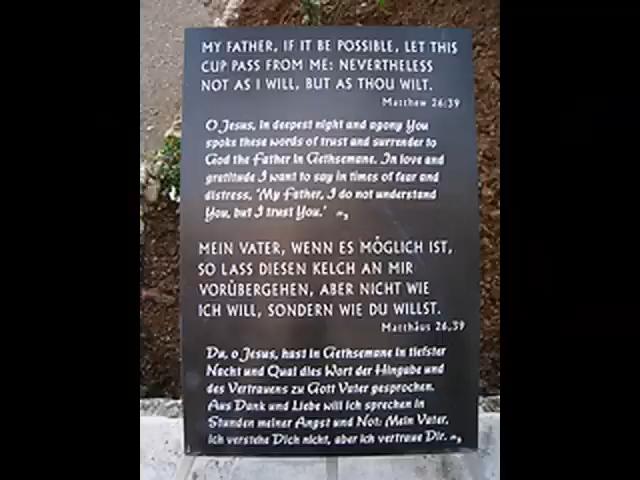 MY FATHER, IF IT BE POSSIBLE, LET THIS
CUP PASS FROM ME: NEVERTHELESS
NOT AS I WILL, BUT AS THOU WILT.
Matthew 26:39
O Jesus, in deepest night and agony You
spoke these words of trust and surrender to
God the Father in Gethsemane. In love and
gratitude I want to say in times of fear and
distress, 'My Father, I do not understand
You, but I trust You.'
MEIN VATER, WENN ES MÖGLICH IST,
SO LASS DIESEN KELCH AN MIR
VORÜBERGEHEN, ABER NICHT WIE
ICH WILL, SONDERN WIE DU WILLST.
Matthäus 26,39
Du, o Jesus, hast in Gethsemane in tiefster
Nacht und Qual dies Wort der Hingabe und
des Vertrauens zu Gott Vater gesprochen.
Aus Dank und Liebe will ich sprechen in
Stunden meiner Angst und Not: Mein Vater,
ich verstehe Dich nicht, aber ich vertraue Dir.